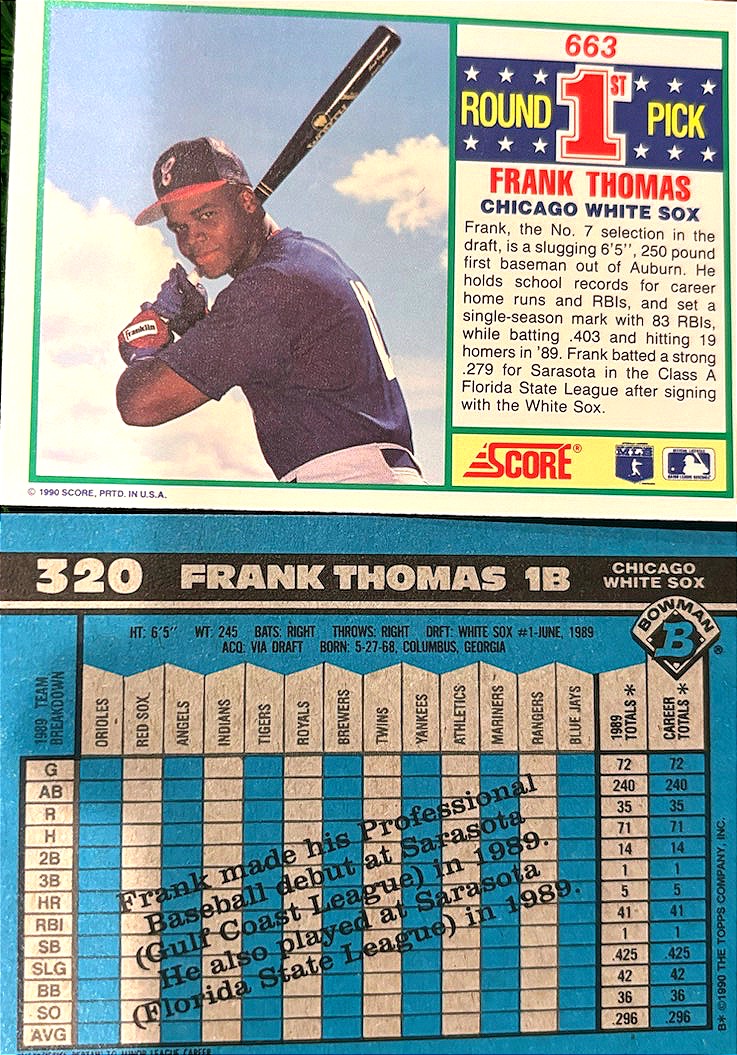 663
ROUND 1ST PICK
FRANK THOMAS
CHICAGO WHITE SOX
Frank, the No. 7 selection in the
draft, is a slugging 6'5'', 250 pound
first baseman out of Auburn. He
holds school records for career
home runs and RBIs, and set a
single-season mark with 83 RBIs,
while batting .403 and hitting 19
homers in '89. Frank batted a strong
.279 for Sarasota in the Class A
Florida State League after signing
with the White Sox.
Franklin
SCORE®
© 1990 SCORE, PRTD. IN U.S.A.
320 FRANK THOMAS 1B
CHICAGO
WHITE SOX
BOWMAN
B ®
HT: 6'5" WT: 245 BATS: RIGHT THROWS: RIGHT DRFT: WHITE SOX #1-JUNE, 1989
ACQ: VIA DRAFT BORN: 5-27-68, COLUMBUS, GEORGIA
1989 TEAM
BREAKDOWN
ORIOLES
RED SOX
ANGELS
INDIANS
TIGERS
ROYALS
BREWERS
TWINS
YANKEES
ATHLETICS
MARINERS
RANGERS
BLUE JAYS
1989
TOTALS *
CAREER
TOTALS *
G 72 72
AB 240 240
R 35 35
H 71 71
2B 14 14
3B 1 1
HR 5 5
RBI 41 41
SB 1 1
SLG .425 .425
BB 42 42
SO 36 36
AVG .296 .296
Frank made his Professional
Baseball debut at Sarasota
(Gulf Coast League) in 1989.
He also played at Sarasota
(Florida State League) in 1989.
B* ©1990 THE TOPPS COMPANY, INC.